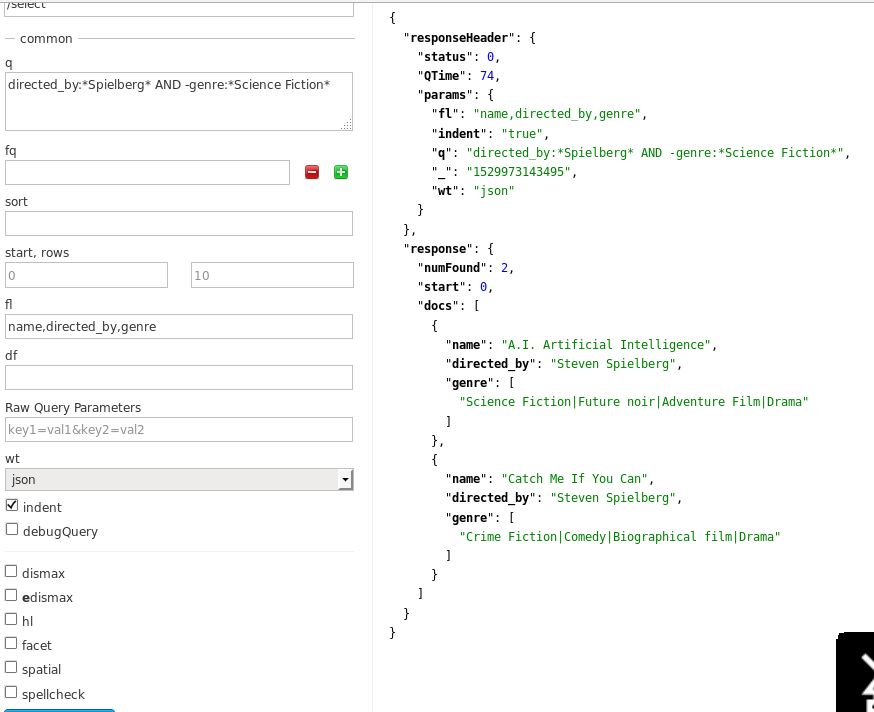 /select
common
q
directed_by:*Spielberg* AND -genre:*Science Fiction*
fq
sort
start, rows
0 10
fl
name,directed_by,genre
df
Raw Query Parameters
key1=val1&key2=val2
wt
json
indent
debugQuery
dismax
edismax
hl
facet
spatial
spellcheck
{
"responseHeader": {
"status": 0,
"QTime": 74,
"params": {
"fl": "name,directed_by,genre",
"indent": "true",
"q": "directed_by:*Spielberg* AND -genre:*Science Fiction*",
"_": "1529973143495",
"wt": "json"
}
},
"response": {
"numFound": 2,
"start": 0,
"docs": [
{
"name": "A.I. Artificial Intelligence",
"directed_by": "Steven Spielberg",
"genre": [
"Science Fiction|Future noir|Adventure Film|Drama"
]
},
{
"name": "Catch Me If You Can",
"directed_by": "Steven Spielberg",
"genre": [
"Crime Fiction|Comedy|Biographical film|Drama"
]
}
]
}
}